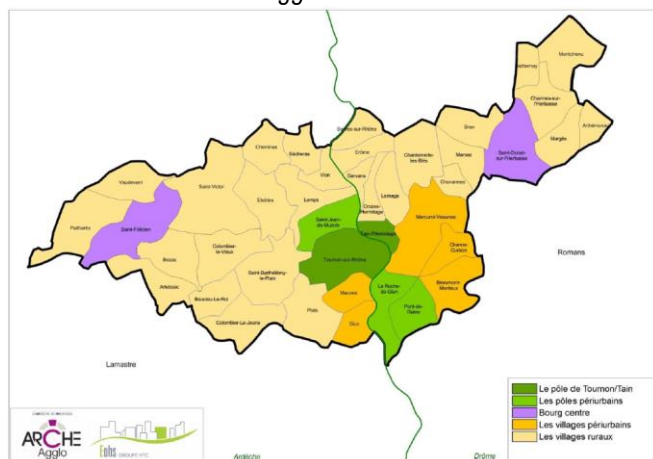 Montchenu
Bathernay
Charmes-sur-
l'Herbasse
Arthémonay
Margès
Saint-Donat-
sur-l'Herbasse
Bren
Marsaz
Chavannes
Chantemerle-
les-Blés
Serves-sur-Rhône
Erôme
Gervans
Larnage
Crozes-
Hermitage
Mercurol-Veaunes
Chanos-
Curson
Beaumont-
Monteux
Tain-l'Hermitage
La Roche-
de-Glun
Pont-de-
l'Isère
Cheminas
Sécheras
Vion
Etables
Lemps
Saint-Victor
Saint-Jean-
de-Muzols
Tournon-sur-Rhône
Mauves
Glun
Plats
Vaudevant
Pailharès
Saint-Félicien
Bozas
Arlebosc
Colombier-
le-Vieux
Boucieu-Le-Roi
Saint-Barthélemy-
le-Plain
Colombier-Le-Jeune
Romans
Lamastre
Ardèche
Drôme
Le pôle de Tournon/Tain
Les pôles périurbains
Bourg centre
Les villages périurbains
Les villages ruraux
ARCHE
Agglo
Eohs
GROUPE HTC